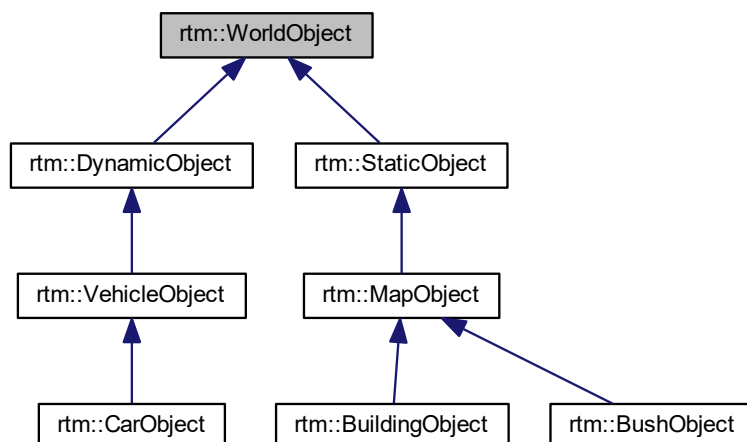 rtm::WorldObject
rtm::DynamicObject
rtm::StaticObject
rtm::VehicleObject
rtm::MapObject
rtm::CarObject
rtm::BuildingObject
rtm::BushObject